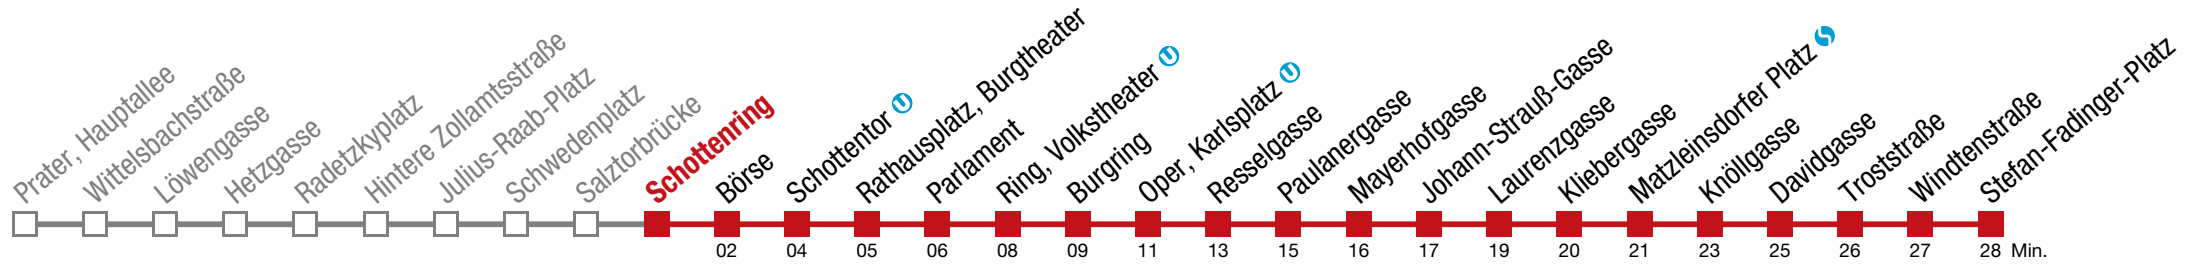 Prater, Hauptallee
Wittelsbachstraße
Löwengasse
Hetzgasse
Radetzkyplatz
Hintere Zollamtsstraße
Julius-Raab-Platz
Schwedenplatz
Salztorbrücke
Schottenring
Börse
Schottentor U
Rathausplatz, Burgtheater
Parlament
Ring, Volkstheater U
Burgring
Oper, Karlsplatz U
Resselgasse
Paulanergasse
Mayerhofgasse
Johann-Strauß-Gasse
Laurenzgasse
Kliebergasse
Matzleinsdorfer Platz S
Knöllgasse
Davidgasse
Troststraße
Windtenstraße
Stefan-Fadinger-Platz
02 04 05 06 08 09 11 13 15 16 17 19 20 21 23 25 26 27 28 Min.